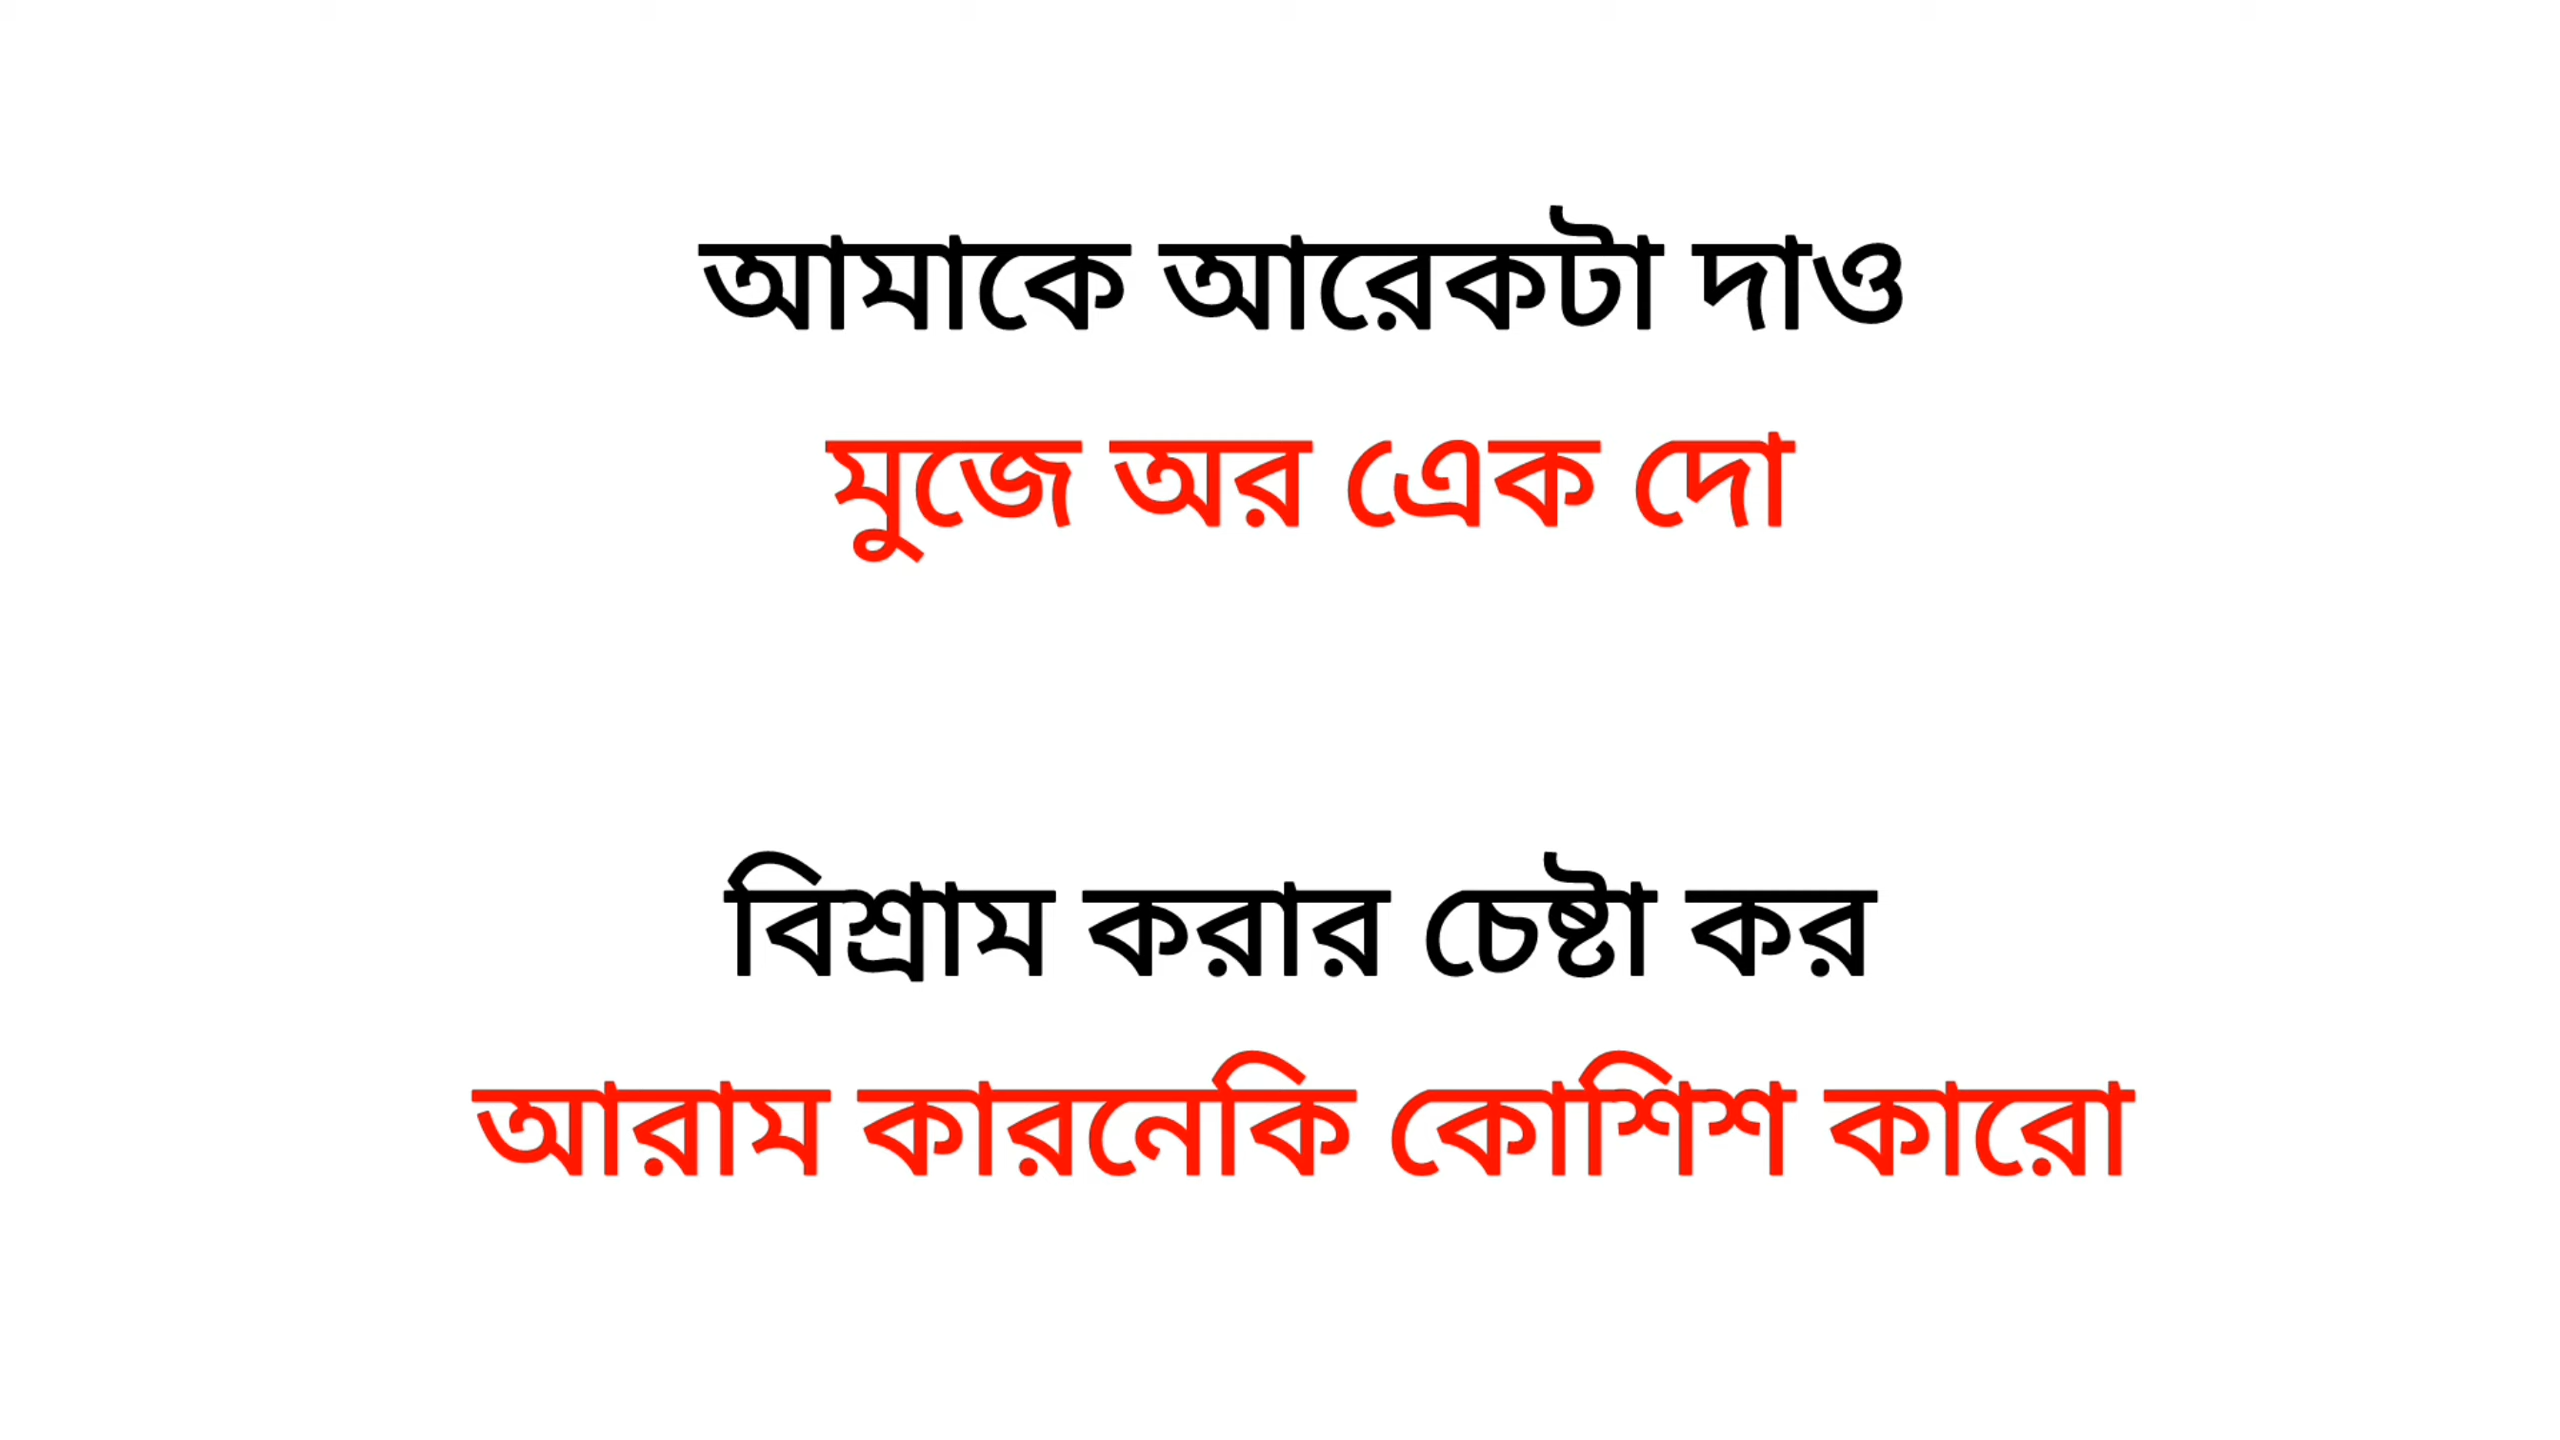 আমাকে আরেকটা দাও
মুজে অর েএক দো
বিশ্রাম করার চেষ্টা কর
আরাম কারনেকি কোশিশ কারো